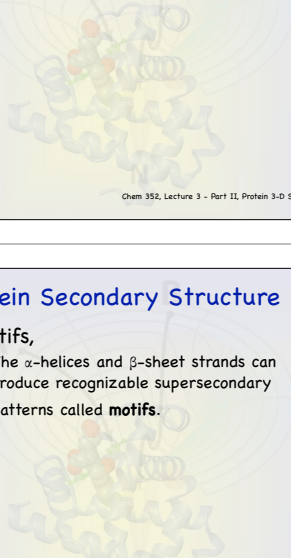 Chem 352, Lecture 3 - Part II, Protein 3-D S
ein Secondary Structure
tifs,
he α-helices and β-sheet strands can
roduce recognizable supersecondary
atterns called motifs.